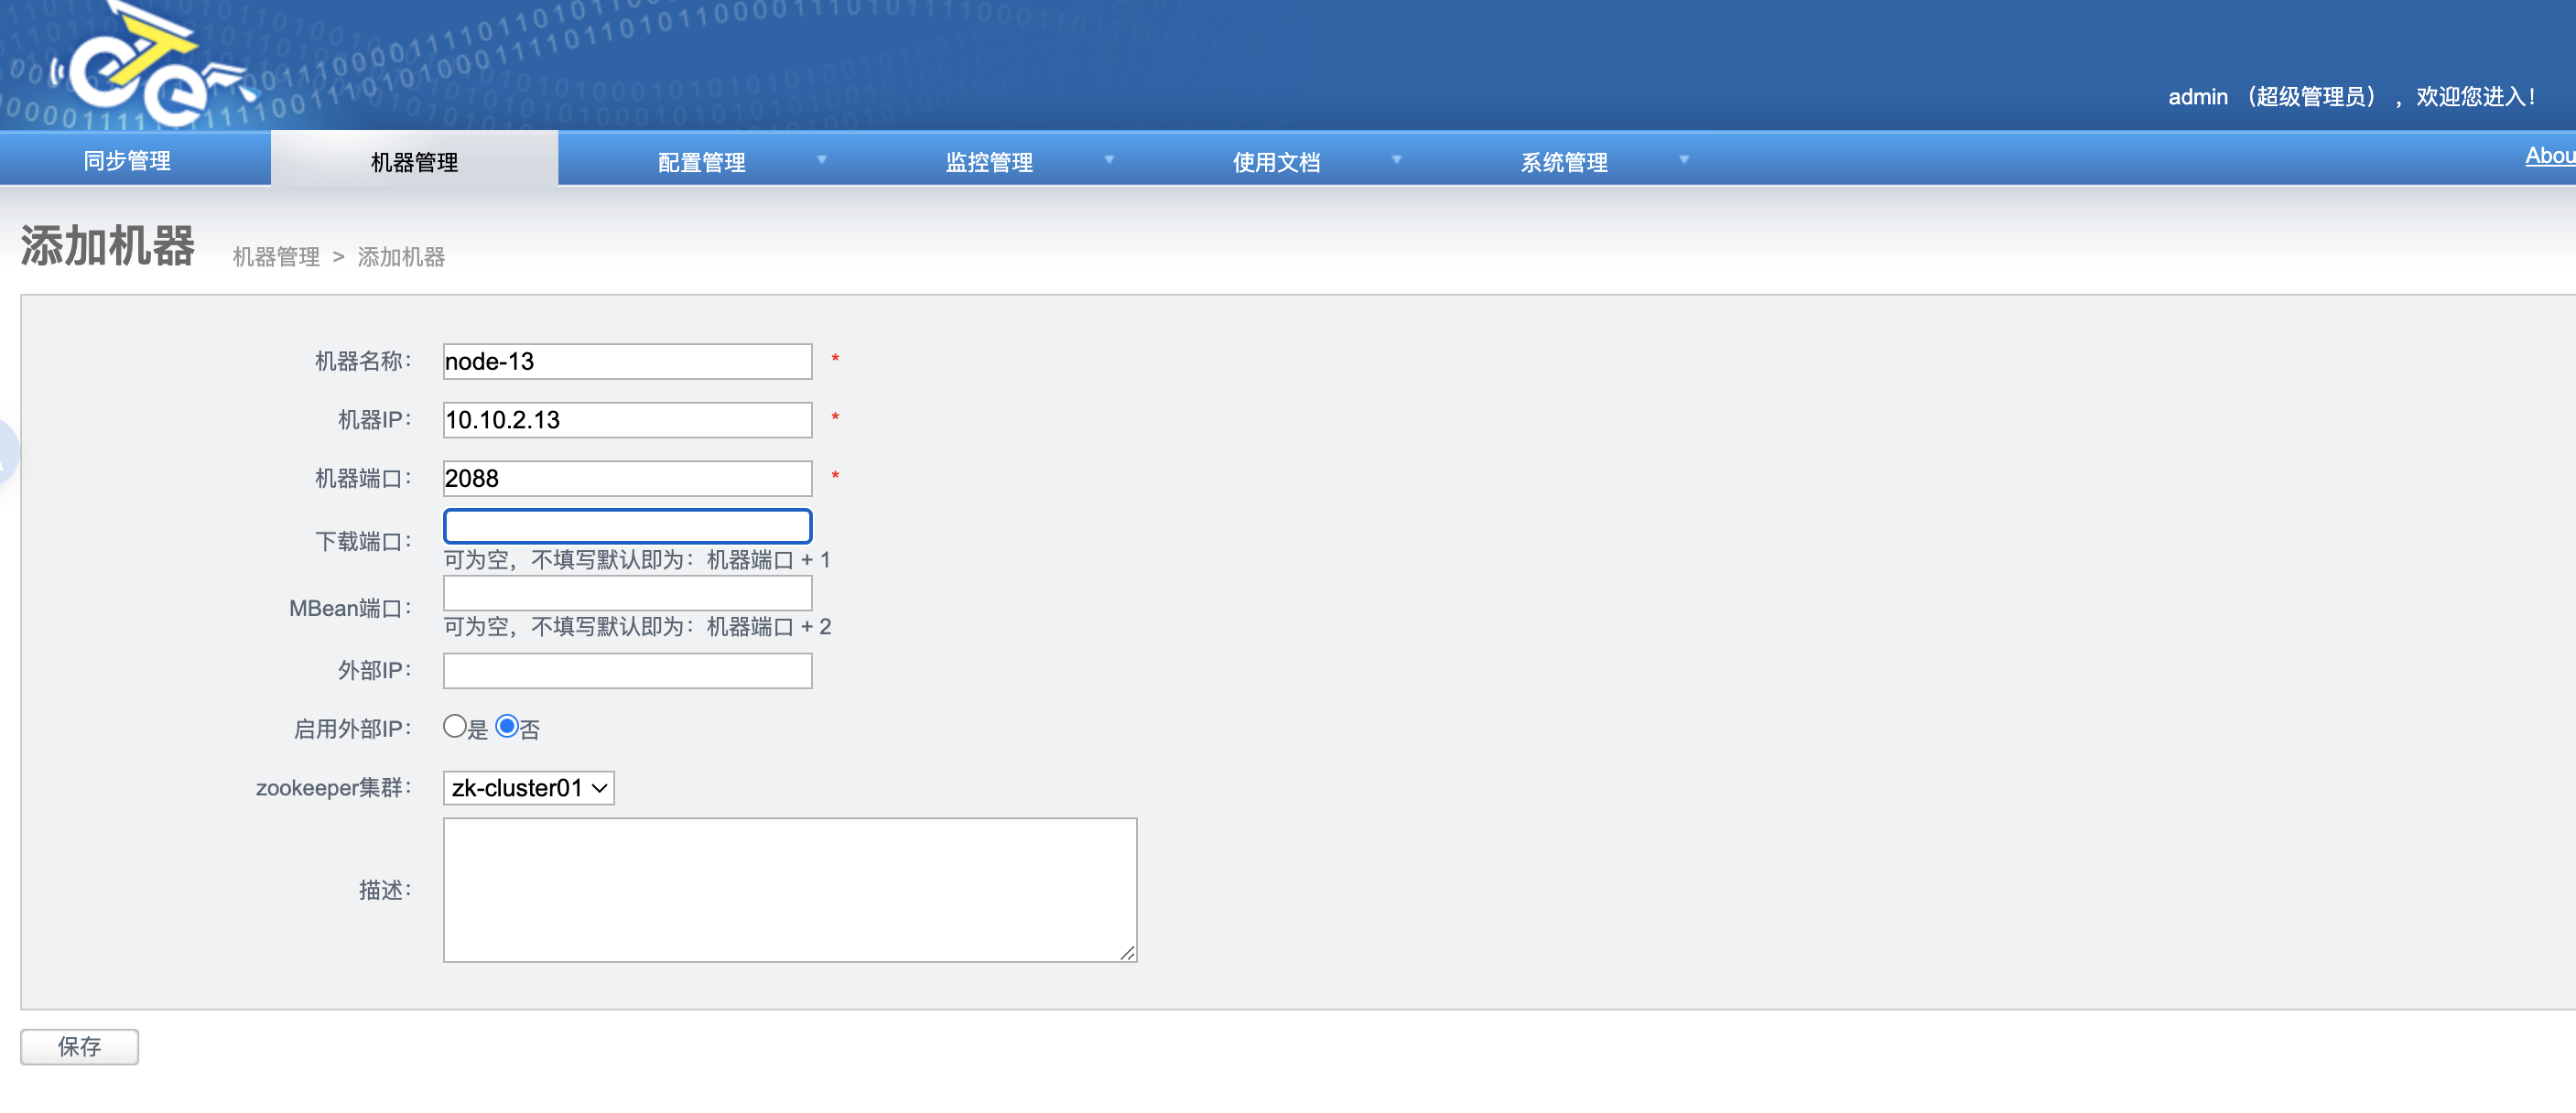 admin （超级管理员） ，欢迎您进入！
同步管理 机器管理 配置管理 监控管理 使用文档 系统管理 Abou
添加机器 机器管理 > 添加机器
机器名称： node-13 *
机器IP： 10.10.2.13 *
机器端口： 2088 *
下载端口：
可为空，不填写默认即为：机器端口 + 1
MBean端口：
可为空，不填写默认即为：机器端口 + 2
外部IP：
启用外部IP： 是 否
zookeeper集群： zk-cluster01
描述：
保存